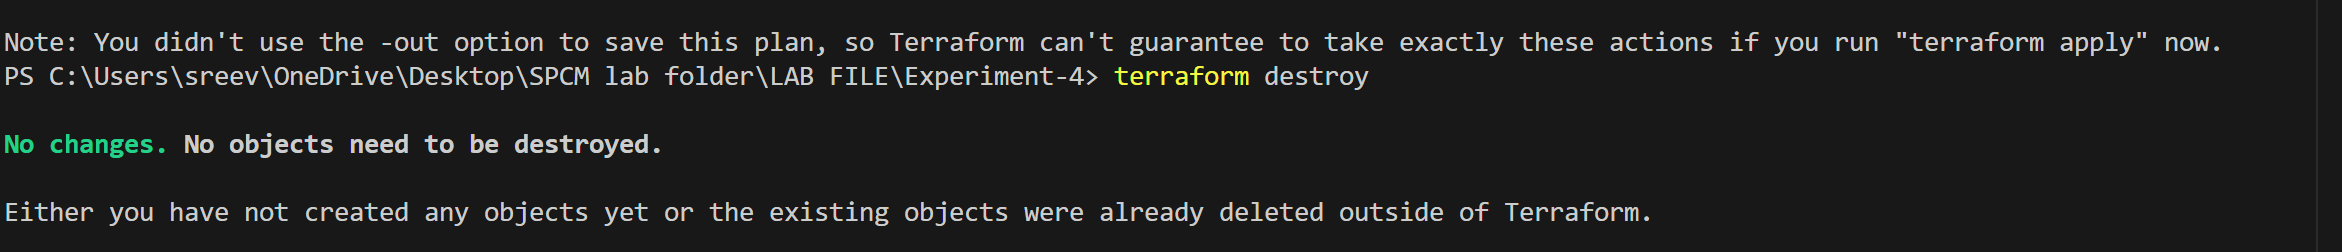 Note: You didn't use the -out option to save this plan, so Terraform can't guarantee to take exactly these actions if you run "terraform apply" now.
PS C:\Users\sreev\OneDrive\Desktop\SPCM lab folder\LAB FILE\Experiment-4> terraform destroy
No changes. No objects need to be destroyed.
Either you have not created any objects yet or the existing objects were already deleted outside of Terraform.